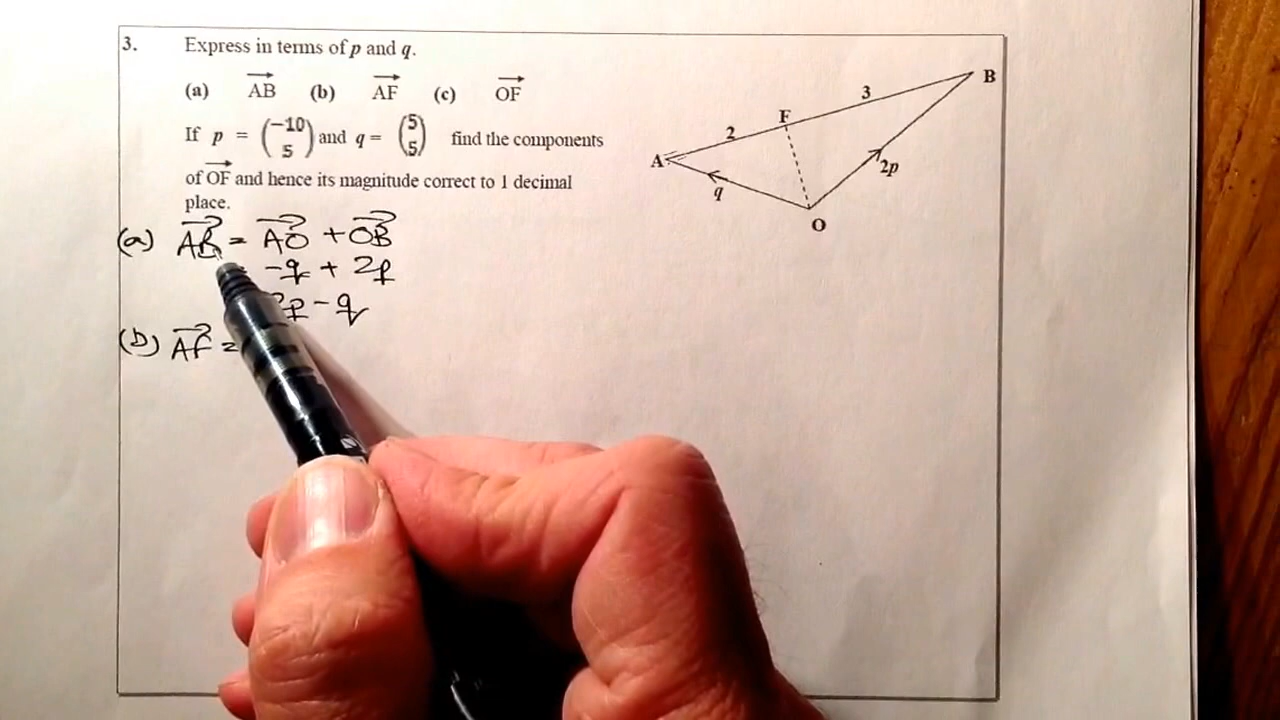 3. Express in terms of p and q.
(a) AB (b) AF (c) OF
If p = (-10 5) and q = (5 5) find the components
of OF and hence its magnitude correct to 1 decimal
place.
A 2 F 3 B
q 2p
O
(a) AB = AO + OB
-q + 2p
2p - q
(b) AF =